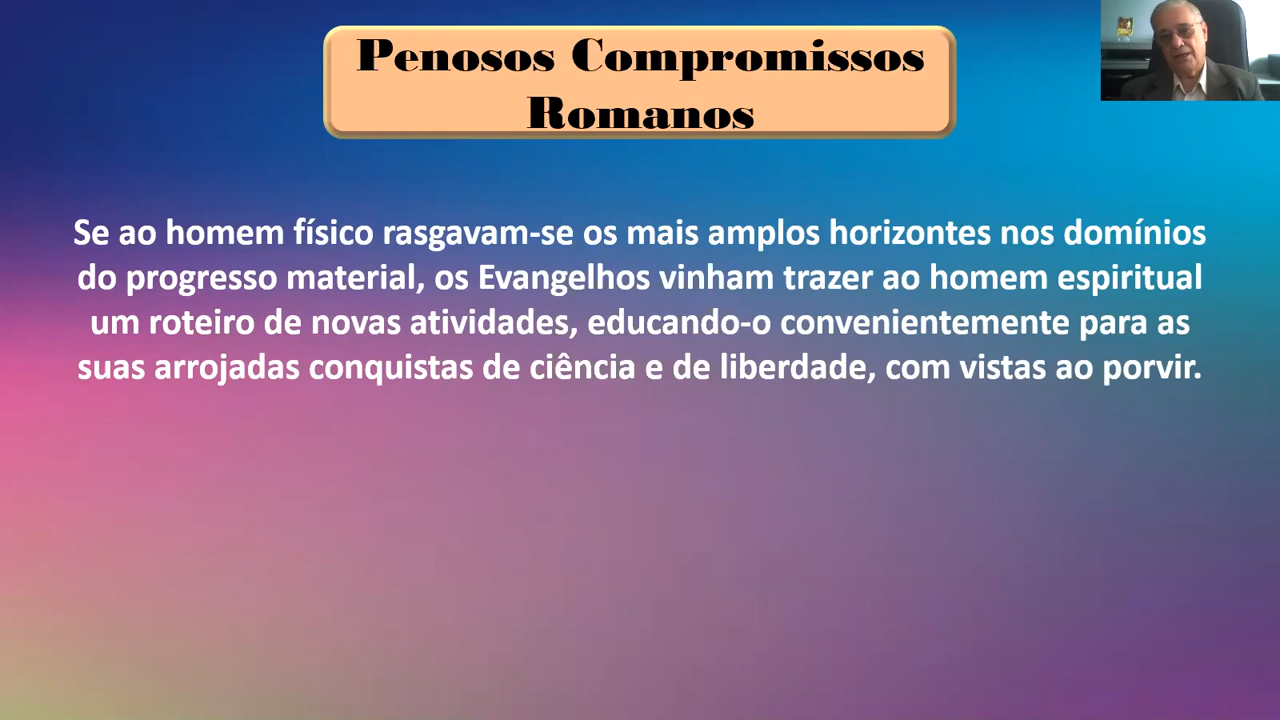 Penosos Compromissos
Romanos
Se ao homem físico rasgavam-se os mais amplos horizontes nos domínios
do progresso material, os Evangelhos vinham trazer ao homem espiritual
um roteiro de novas atividades, educando-o convenientemente para as
suas arrojadas conquistas de ciência e de liberdade, com vistas ao porvir.